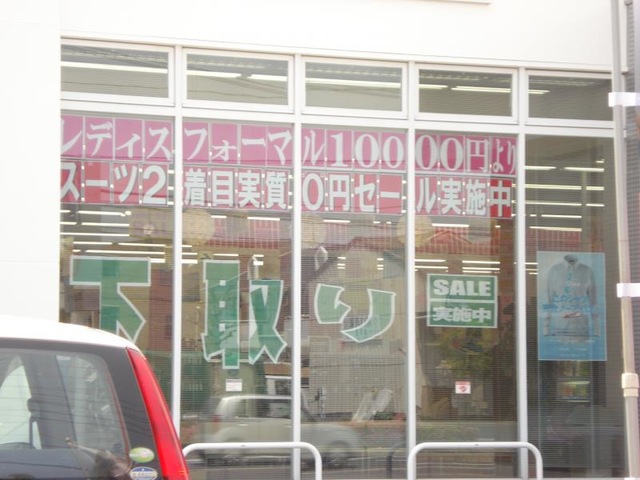 レディスフォーマル10000円より
スーツ2着目実質0円セール実施中
下取り
SALE
実施中